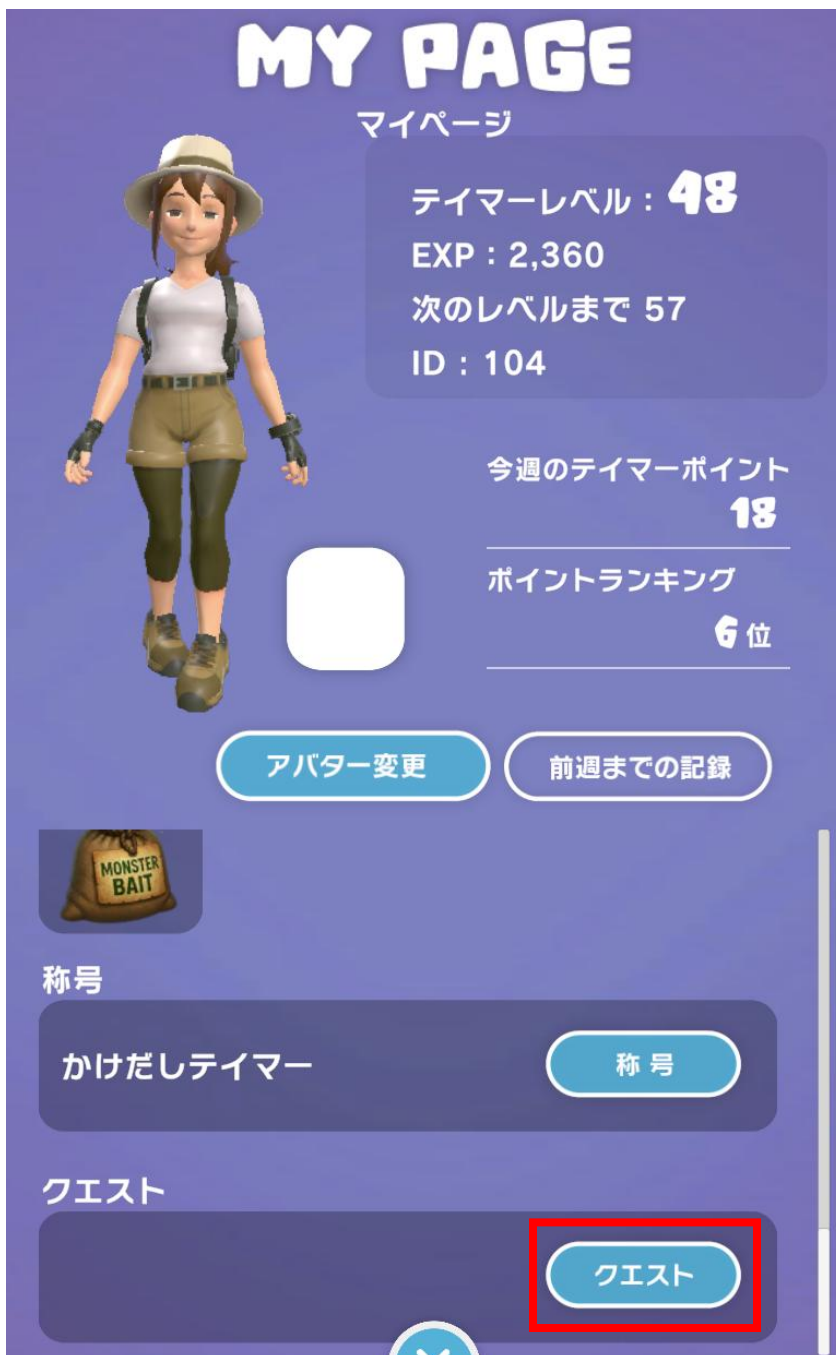 MY PAGE
マイページ
テイマーレベル：48
EXP：2,360
次のレベルまで 57
ID：104
今週のテイマーポイント
18
ポイントランキング
6位
アバター変更
前週までの記録
MONSTER
BAIT
称号
かけだしテイマー
称号
クエスト
クエスト